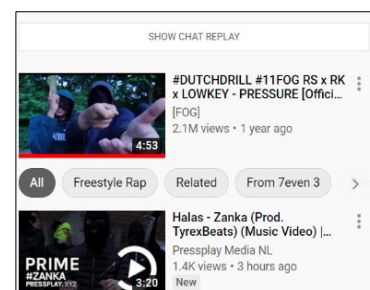 SHOW CHAT REPLAY
#DUTCHDRILL #11FOG RS x RK
x LOWKEY - PRESSURE [Offici...
[FOG]
2.1M views • 1 year ago
4:53
All
Freestyle Rap
Related
From 7even 3
Halas - Zanka (Prod.
TyrexBeats) (Music Video) |...
Pressplay Media NL
1.4K views • 3 hours ago
New
PRIME
#ZANKA
PRESSPLAY.XYZ
3:20